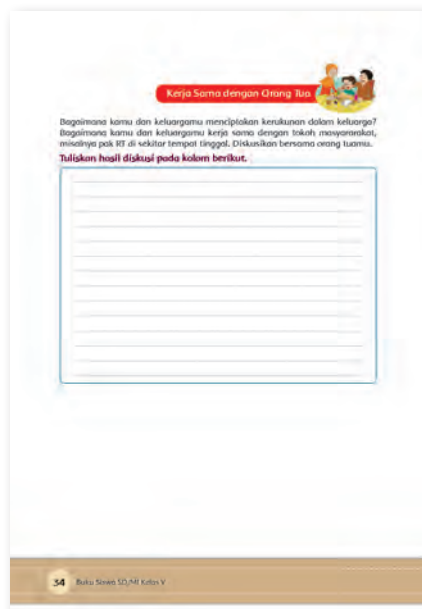 Kerja Sama dengan Orang Tua
Bagaimana kamu dan keluargamu menciptakan kerukunan dalam keluarga?
Bagaimana kamu dan keluargamu kerja sama dengan tokoh masyarakat,
misalnya pak RT di sekitar tempat tinggal. Diskusikan bersama orang tuamu.
Tuliskan hasil diskusi pada kolom berikut.
34 Buku Siswa SD/MI Kelas V